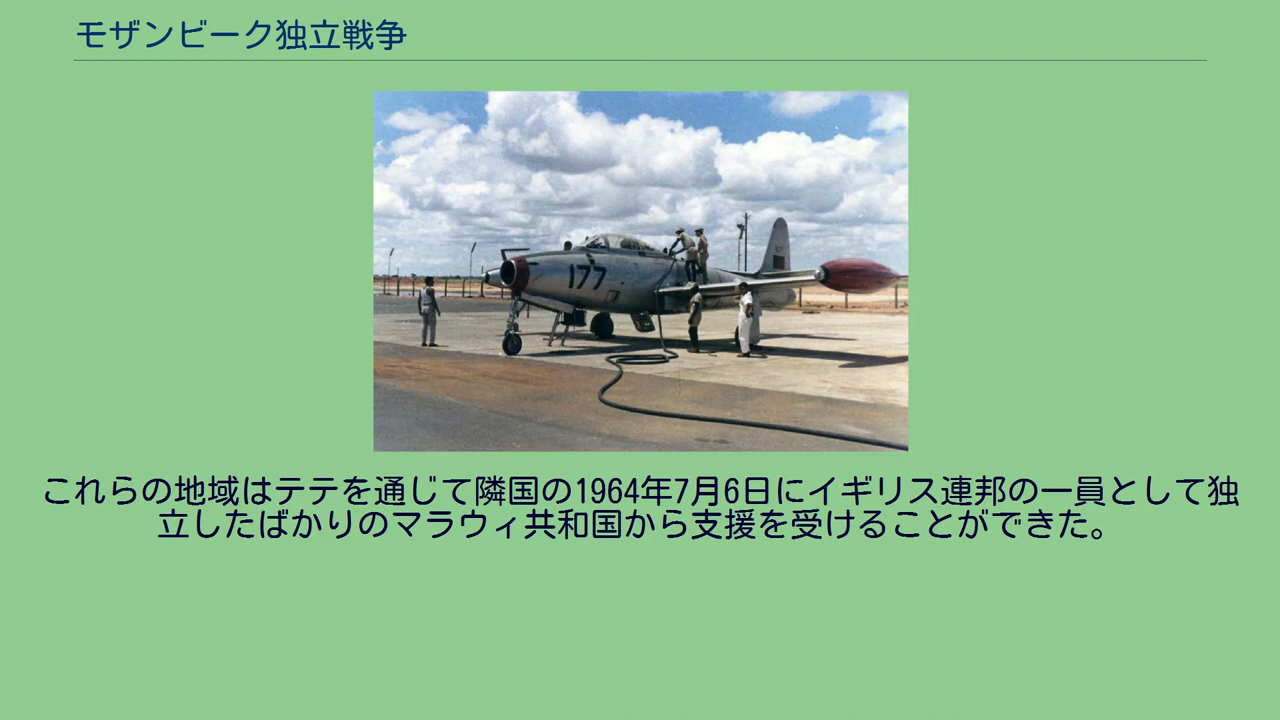 モザンビーク独立戦争
177
これらの地域はテテを通じて隣国の1964年7月6日にイギリス連邦の一員として独
立したばかりのマラウィ共和国から支援を受けることができた。